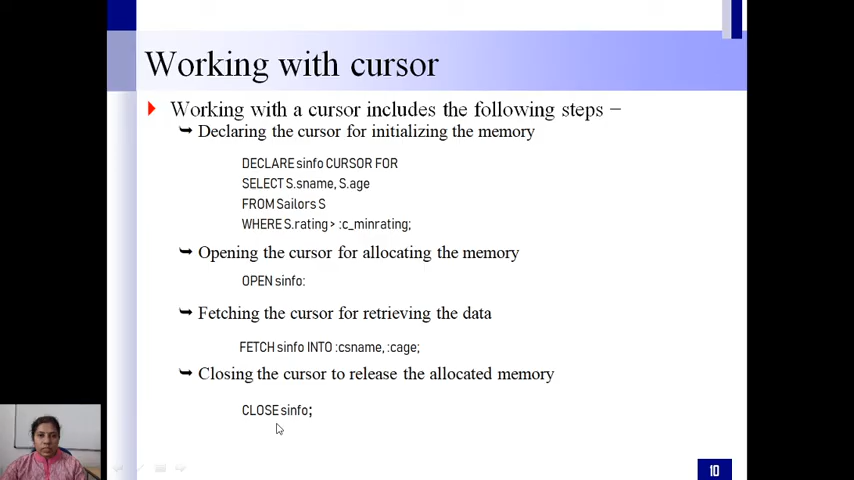 Working with cursor
Working with a cursor includes the following steps −
Declaring the cursor for initializing the memory
DECLARE sinfo CURSOR FOR
SELECT S.sname, S.age
FROM Sailors S
WHERE S.rating > :c_minrating;
Opening the cursor for allocating the memory
OPEN sinfo:
Fetching the cursor for retrieving the data
FETCH sinfo INTO :csname, :cage;
Closing the cursor to release the allocated memory
CLOSE sinfo;
10